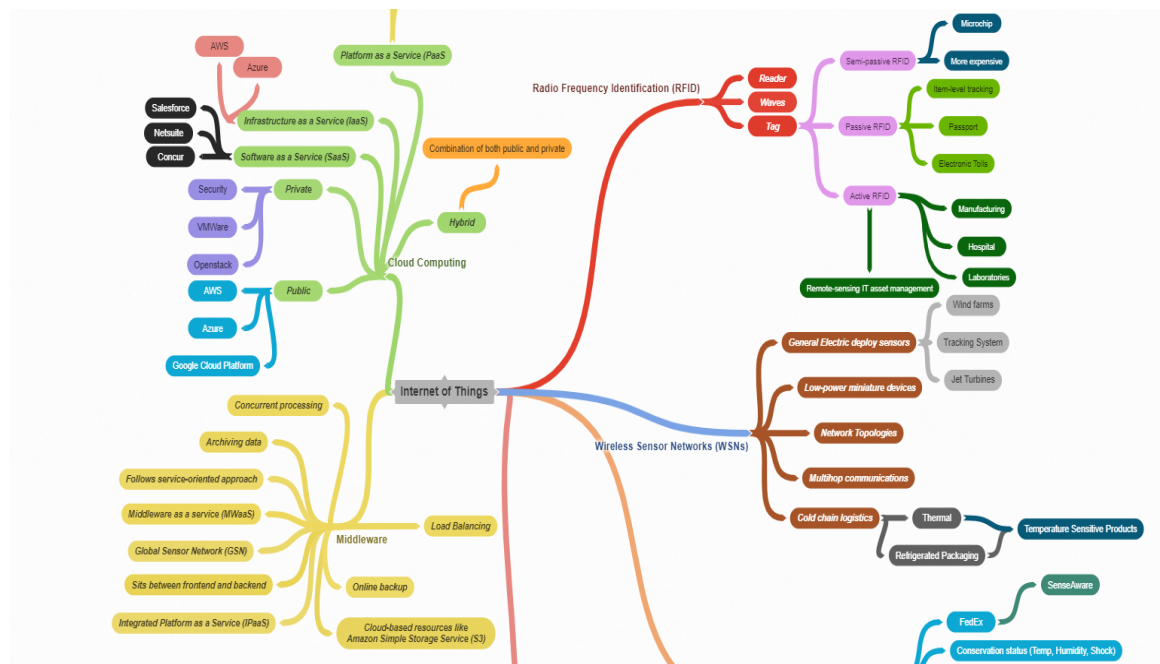 AWS
Azure
Platform as a Service (PaaS
Salesforce
Netsuite
Concur
Infrastructure as a Service (IaaS)
Software as a Service (SaaS)
Combination of both public and private
Security
VMWare
Openstack
Private
Hybrid
Cloud Computing
AWS
Azure
Google Cloud Platform
Public
Radio Frequency Identification (RFID)
Reader
Waves
Tag
Semi-passive RFID
Microchip
More expensive
Passive RFID
Item-level tracking
Passport
Electronic Tolls
Active RFID
Manufacturing
Hospital
Laboratories
Remote-sensing IT asset management
Internet of Things
Wireless Sensor Networks (WSNs)
General Electric deploy sensors
Wind farms
Tracking System
Jet Turbines
Low-power miniature devices
Network Topologies
Multihop communications
Cold chain logistics
Thermal
Refrigerated Packaging
Temperature Sensitive Products
Concurrent processing
Archiving data
Follows service-oriented approach
Middleware as a service (MWaaS)
Global Sensor Network (GSN)
Sits between frontend and backend
Integrated Platform as a Service (IPaaS)
Middleware
Load Balancing
Online backup
Cloud-based resources like
Amazon Simple Storage Service (S3)
SenseAware
FedEx
Conservation status (Temp, Humidity, Shock)